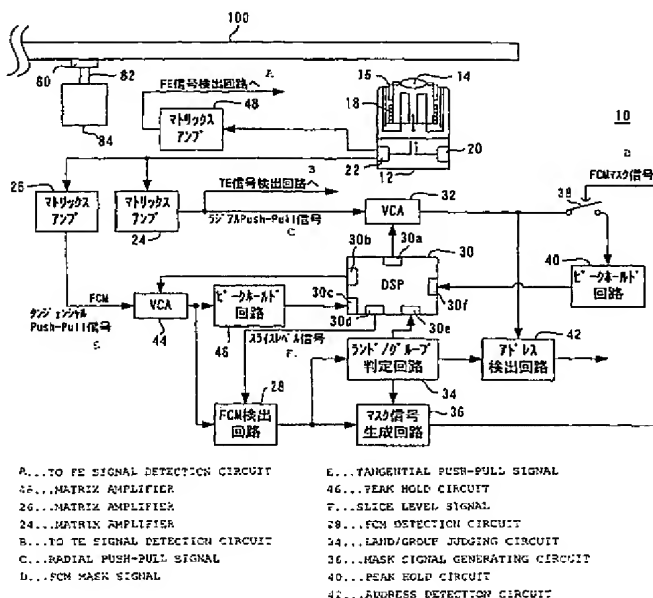 100
80
82
84
FE信号検出回路へ
A
48
マトリックス
アンプ
16
14
18
22
20
12
10
B
TE信号検出回路へ
D
FCMマスク信号
26
マトリックス
アンプ
マトリックス
アンプ
24
ラジアルPush-Pull信号
C
32
VCA
38
30b
30a
30
DSP
30c
30d
30e
30f
40
ピークホールド
回路
FCM
タンジェンシャル
Push-Pull信号
E
VCA
44
ピークホールド
回路
46
スライスレベル信号
F
28
FCM検出
回路
ランド/グループ
判定回路
34
42
アドレス
検出回路
36
マスク信号
生成回路
A...TO FE SIGNAL DETECTION CIRCUIT
48...MATRIX AMPLIFIER
26...MATRIX AMPLIFIER
24...MATRIX AMPLIFIER
B...TO TE SIGNAL DETECTION CIRCUIT
C...RADIAL PUSH-PULL SIGNAL
D...FCM MASK SIGNAL
E...TANGENTIAL PUSH-PULL SIGNAL
46...PEAK HOLD CIRCUIT
F...SLICE LEVEL SIGNAL
28...FCM DETECTION CIRCUIT
34...LAND/GROUP JUDGING CIRCUIT
36...MASK SIGNAL GENERATING CIRCUIT
40...PEAK HOLD CIRCUIT
42...ADDRESS DETECTION CIRCUIT